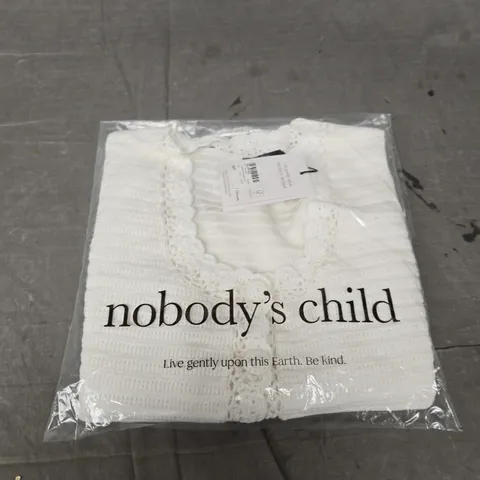 nobody's child
Live gently upon this Earth. Be kind.